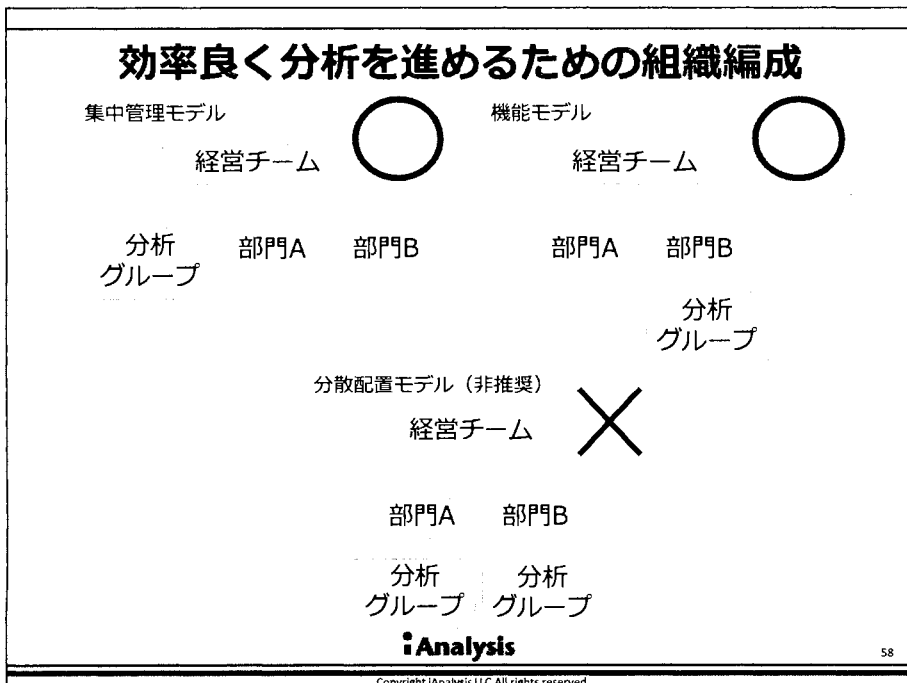 効率良く分析を進めるための組織編成
集中管理モデル
経営チーム
分析
グループ
部門A
部門B
機能モデル
経営チーム
部門A
部門B
分析
グループ
分散配置モデル（非推奨）
経営チーム
部門A
部門B
分析
グループ
分析
グループ
iAnalysis
58
Copyright iAnalysis LLC All rights reserved